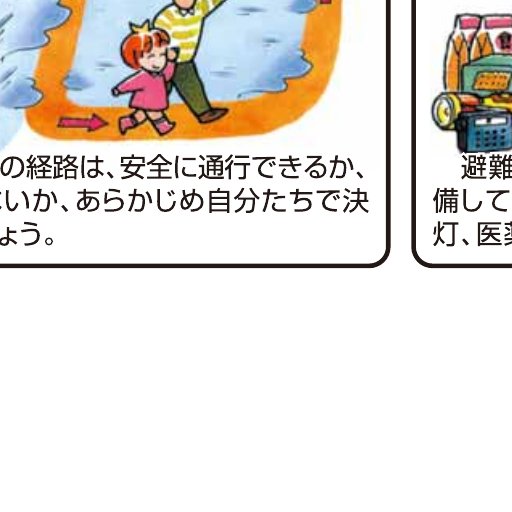 の経路は、安全に通行できるか、
いか、あらかじめ自分たちで決
ょう。
避難
備して
灯、医薬